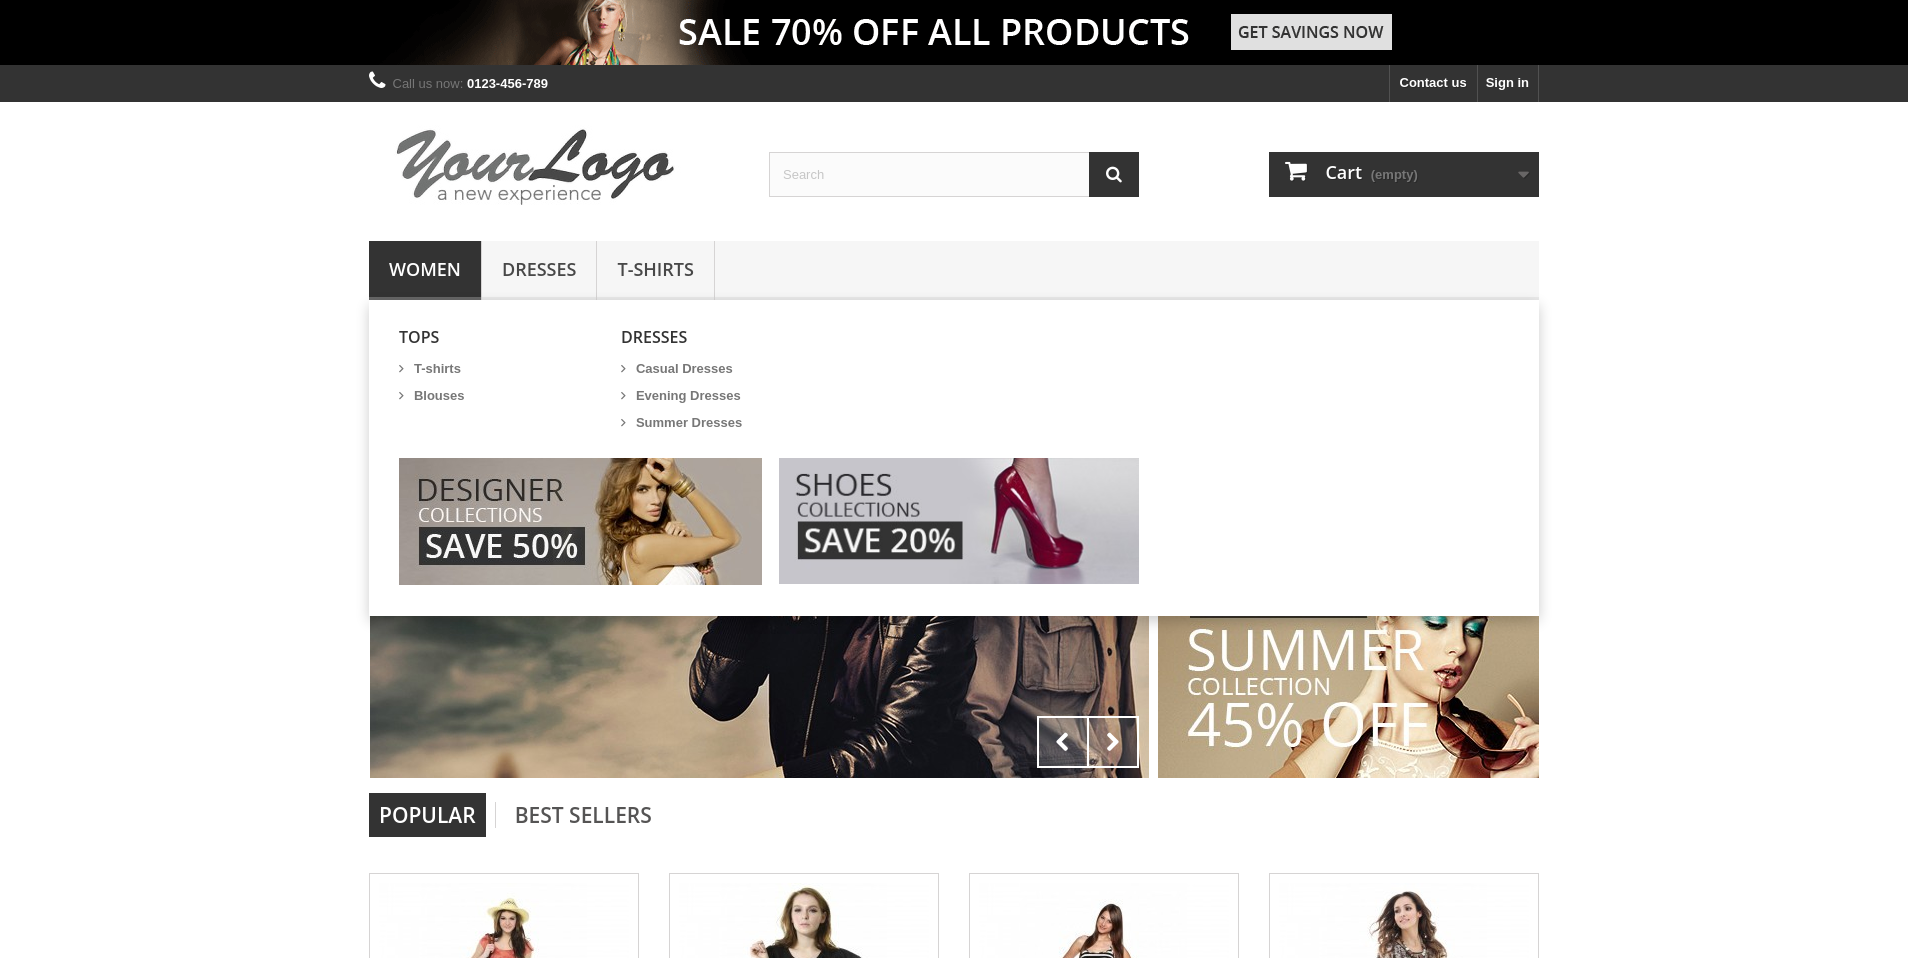 SALE 70% OFF ALL PRODUCTS
GET SAVINGS NOW
Call us now: 0123-456-789
Contact us
Sign in
YourLogo
a new experience
Search
Cart (empty)
WOMEN
DRESSES
T-SHIRTS
TOPS
DRESSES
T-shirts
Casual Dresses
Blouses
Evening Dresses
Summer Dresses
DESIGNER
COLLECTIONS
SAVE 50%
SHOES
COLLECTIONS
SAVE 20%
SUMMER
COLLECTION
45% OFF
POPULAR
BEST SELLERS